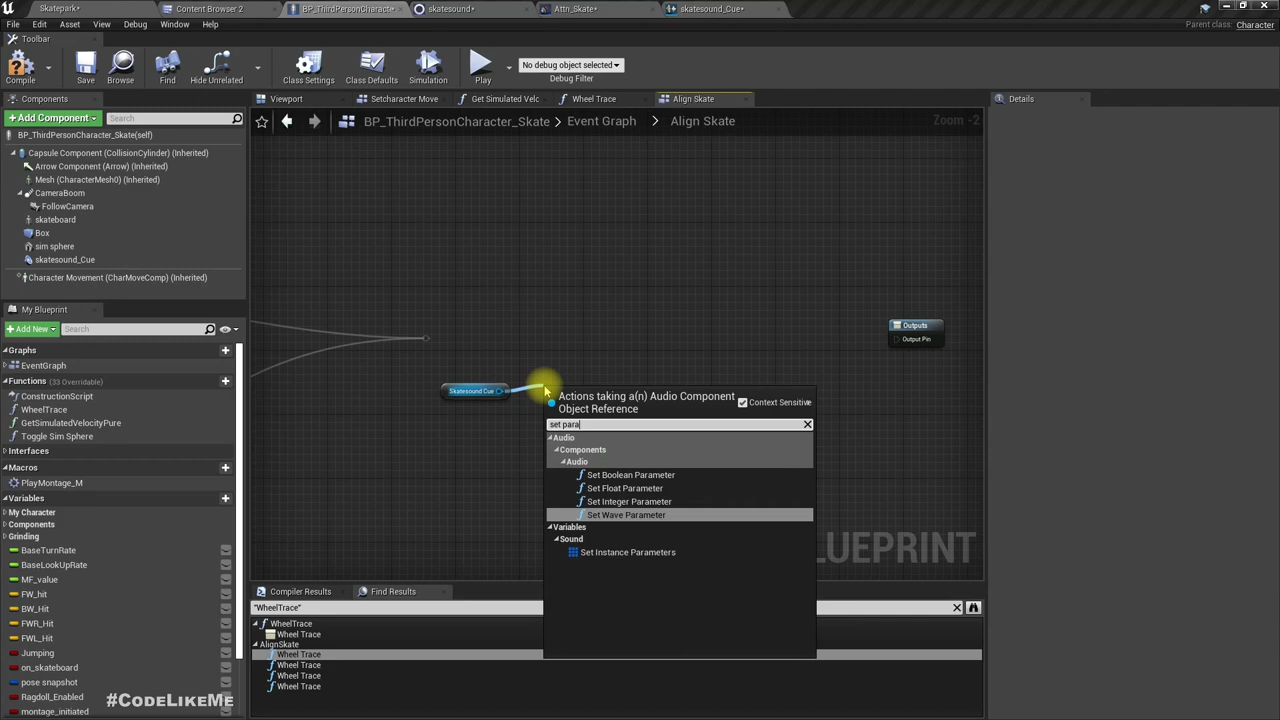 Skatepark*
Content Browser 2
BP_ThirdPersonCharacter_
skatesound*
Attn_Skate*
skatesound_Cue*
File
Edit
Asset
View
Debug
Window
Help
Parent class: Character
Toolbar
Compile
Save
Browse
Find
Hide Unrelated
Class Settings
Class Defaults
Simulation
Play
No debug object selected
Debug Filter
Components
+ Add Component
Search
BP_ThirdPersonCharacter_Skate(self)
Capsule Component (CollisionCylinder) (Inherited)
Arrow Component (Arrow) (Inherited)
Mesh (CharacterMesh0) (Inherited)
CameraBoom
FollowCamera
skateboard
Box
sim sphere
skatesound_Cue
Character Movement (CharMoveComp) (Inherited)
My Blueprint
+ Add New
Search
Graphs
EventGraph
Functions (33 Overridable)
ConstructionScript
WheelTrace
GetSimulatedVelocityPure
Toggle Sim Sphere
Interfaces
Macros
PlayMontage_M
Variables
My Character
Components
Grinding
BaseTurnRate
BaseLookUpRate
MF_value
FW_hit
BW_Hit
FWR_Hit
FWL_Hit
Jumping
on_skateboard
pose snapshot
Ragdoll_Enabled
montage_initiated
Viewport
Setcharacter Move
Get Simulated Velc
Wheel Trace
Align Skate
BP_ThirdPersonCharacter_Skate > Event Graph > Align Skate
Zoom -2
Skatesound Cue
Outputs
Output Pin
Actions taking a(n) Audio Component
Object Reference
Context Sensitive
set para
Audio
Components
Audio
Set Boolean Parameter
Set Float Parameter
Set Integer Parameter
Set Wave Parameter
Variables
Sound
Set Instance Parameters
Compiler Results
Find Results
"WheelTrace"
WheelTrace
Wheel Trace
AlignSkate
Wheel Trace
Wheel Trace
Wheel Trace
Wheel Trace
Details
#CodeLikeMe